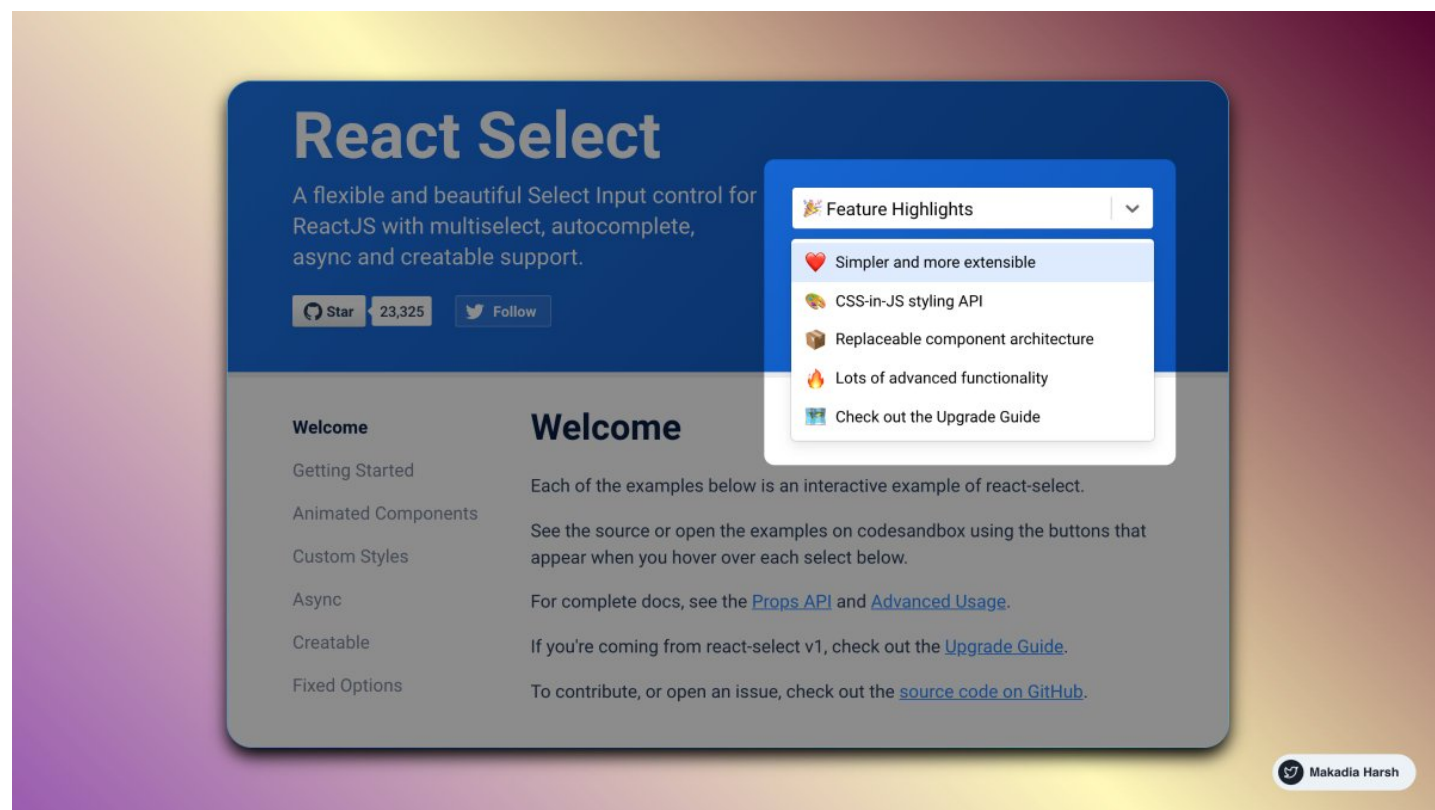 React Select
A flexible and beautiful Select Input control for
ReactJS with multiselect, autocomplete,
async and creatable support.
Star 23,325 Follow
🎉 Feature Highlights
❤️ Simpler and more extensible
🎨 CSS-in-JS styling API
📦 Replaceable component architecture
🔥 Lots of advanced functionality
🗺️ Check out the Upgrade Guide
Welcome
Getting Started
Animated Components
Custom Styles
Async
Creatable
Fixed Options
Welcome
Each of the examples below is an interactive example of react-select.
See the source or open the examples on codesandbox using the buttons that
appear when you hover over each select below.
For complete docs, see the Props API and Advanced Usage.
If you're coming from react-select v1, check out the Upgrade Guide.
To contribute, or open an issue, check out the source code on GitHub.
Makadia Harsh